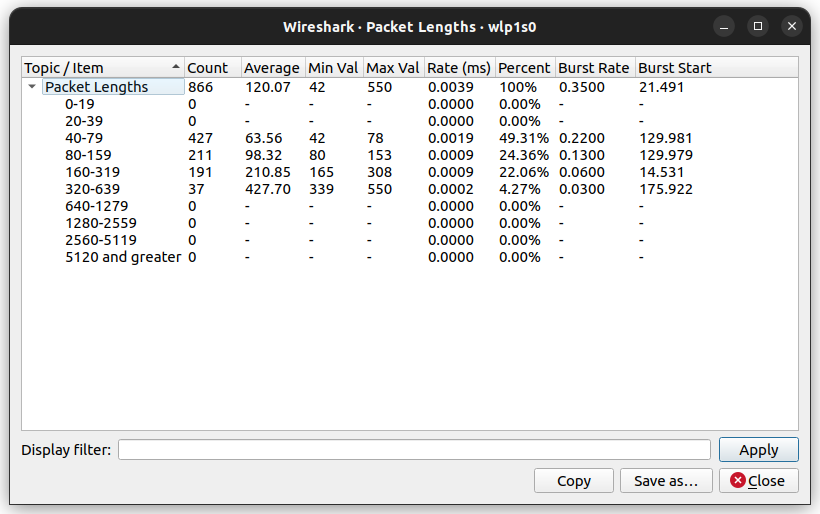 Wireshark · Packet Lengths · wlp1s0
Topic / Item Count Average Min Val Max Val Rate (ms) Percent Burst Rate Burst Start
Packet Lengths 866 120.07 42 550 0.0039 100% 0.3500 21.491
0-19 0 - - - 0.0000 0.00% - -
20-39 0 - - - 0.0000 0.00% - -
40-79 427 63.56 42 78 0.0019 49.31% 0.2200 129.981
80-159 211 98.32 80 153 0.0009 24.36% 0.1300 129.979
160-319 191 210.85 165 308 0.0009 22.06% 0.0600 14.531
320-639 37 427.70 339 550 0.0002 4.27% 0.0300 175.922
640-1279 0 - - - 0.0000 0.00% - -
1280-2559 0 - - - 0.0000 0.00% - -
2560-5119 0 - - - 0.0000 0.00% - -
5120 and greater 0 - - - 0.0000 0.00% - -
Display filter: Apply
Copy Save as… Close